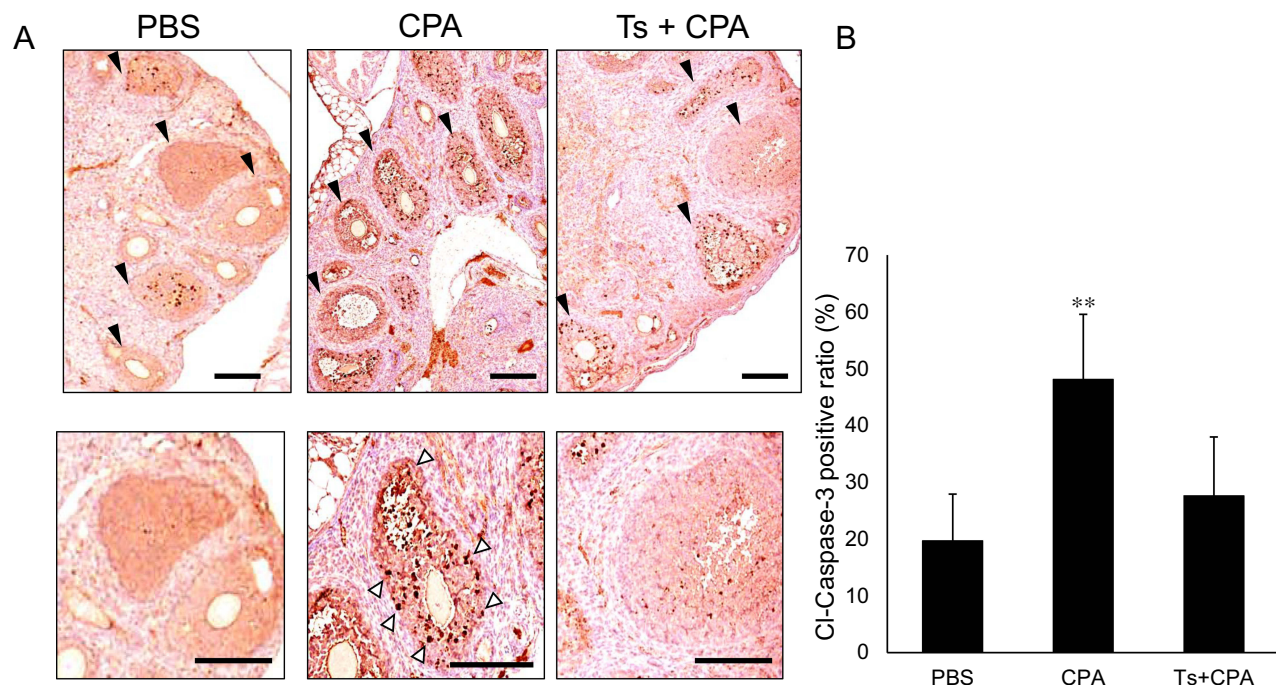 A
PBS
CPA
Ts + CPA
B
Cl-Caspase-3 positive ratio (%)
70
60
50
40
30
20
10
0
**
PBS
CPA
Ts+CPA